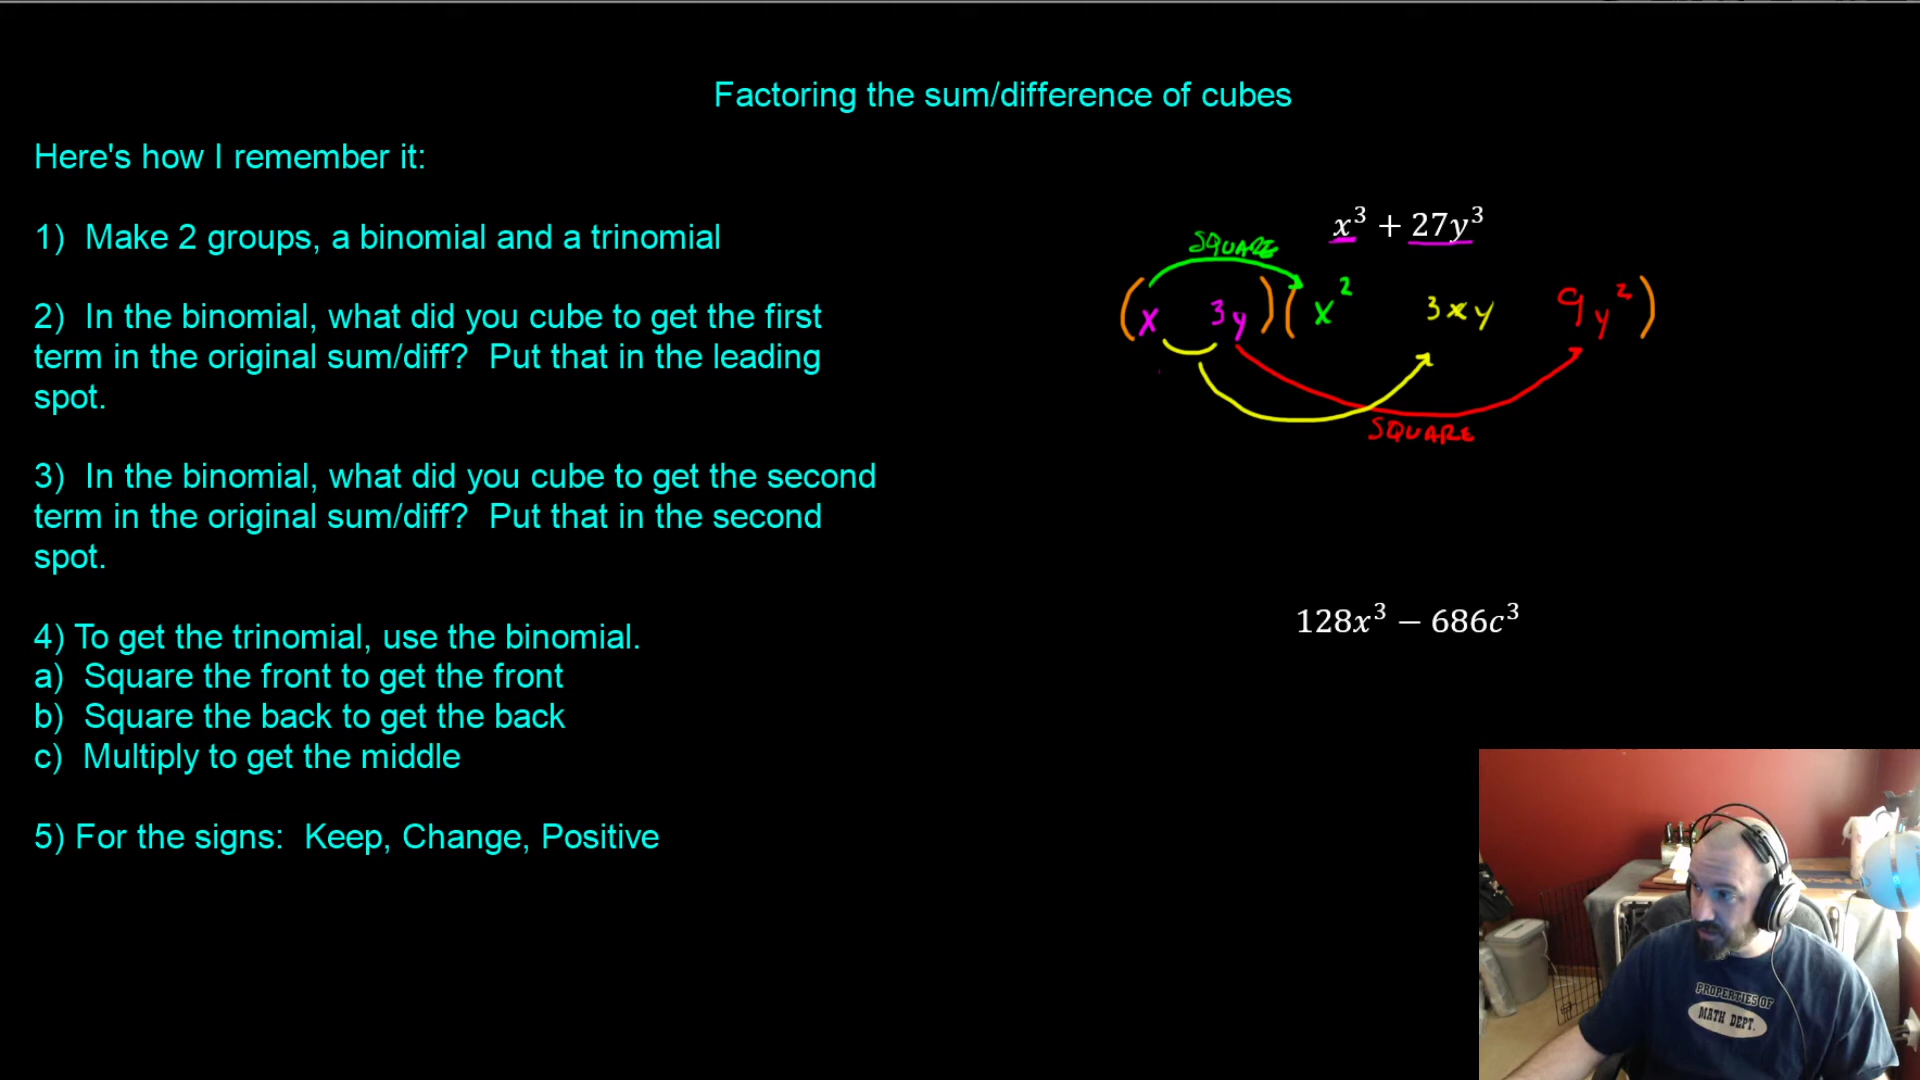 Factoring the sum/difference of cubes
Here's how I remember it:
1)  Make 2 groups, a binomial and a trinomial
2)  In the binomial, what did you cube to get the first
term in the original sum/diff?  Put that in the leading
spot.
3)  In the binomial, what did you cube to get the second
term in the original sum/diff?  Put that in the second
spot.
4) To get the trinomial, use the binomial.
a)  Square the front to get the front
b)  Square the back to get the back
c)  Multiply to get the middle
5) For the signs:  Keep, Change, Positive
x³ + 27y³
SQUARE
(x 3y)(x² 3xy 9y²)
SQUARE
128x³ − 686c³
PROPERTIES OF
MATH DEPT.